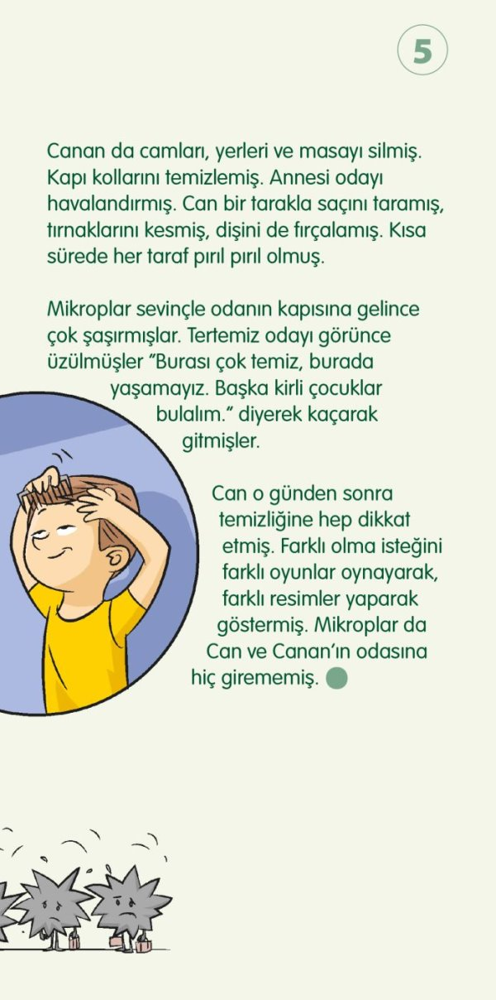 5
Canan da camları, yerleri ve masayı silmiş.
Kapı kollarını temizlemiş. Annesi odayı
havalandırmış. Can bir tarakla saçını taramış,
tırnaklarını kesmiş, dişini de fırçalamış. Kısa
sürede her taraf pırıl pırıl olmuş.
Mikroplar sevinçle odanın kapısına gelince
çok şaşırmışlar. Tertemiz odayı görünce
üzülmüşler “Burası çok temiz, burada
yaşamayız. Başka kirli çocuklar
bulalım.” diyerek kaçarak
gitmişler.
Can o günden sonra
temizliğine hep dikkat
etmiş. Farklı olma isteğini
farklı oyunlar oynayarak,
farklı resimler yaparak
göstermiş. Mikroplar da
Can ve Canan’ın odasına
hiç girememiş.